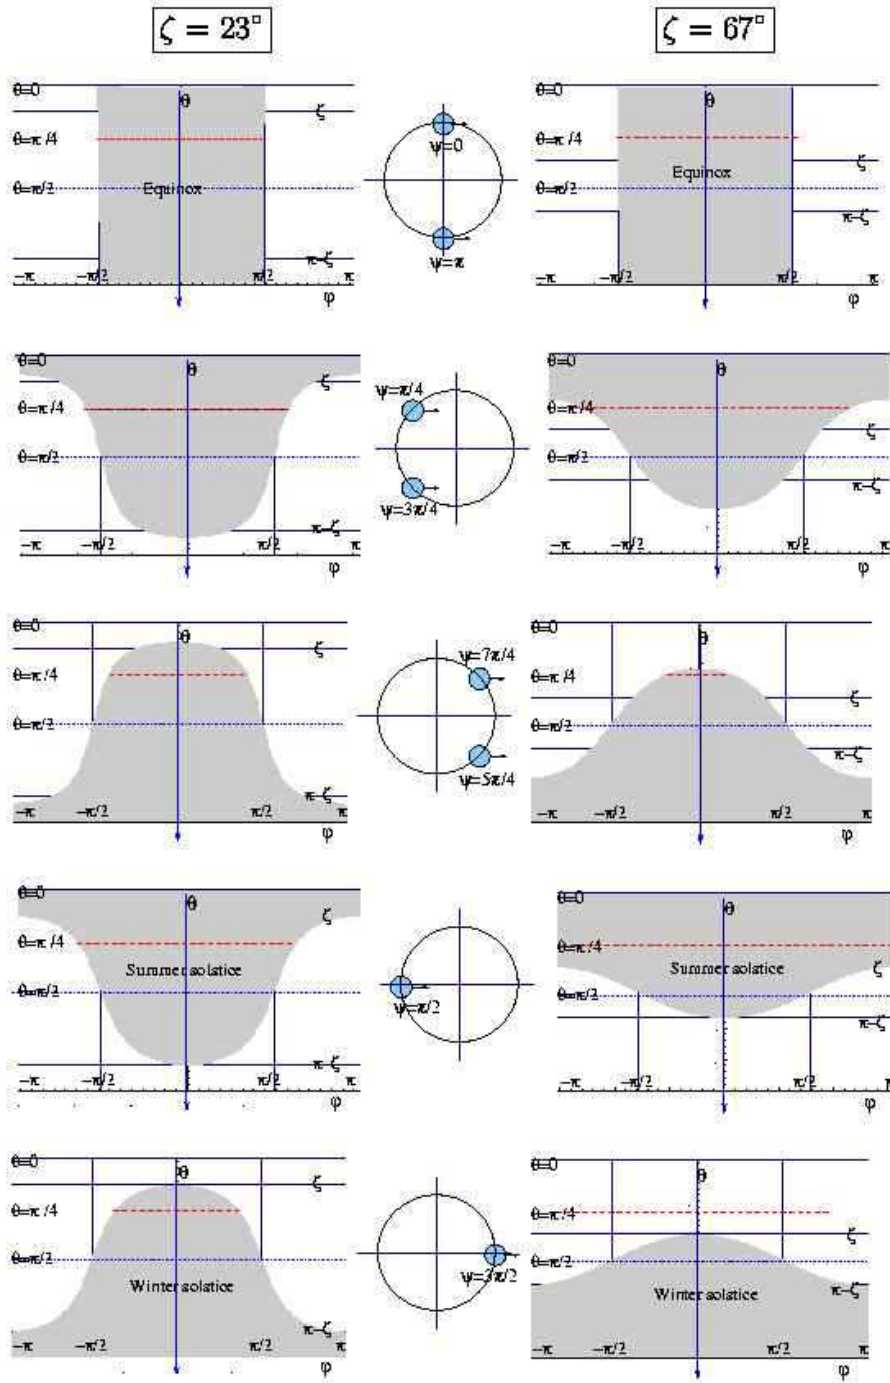 ζ = 23°
ζ = 67°
θ=0
θ
ζ
θ=π/4
Equinox
θ=π/2
π−ζ
−π
−π/2
π/2
π
φ
ψ=0
ψ=π
θ=0
θ
θ=π/4
ζ
Equinox
θ=π/2
π−ζ
−π
−π/2
π/2
π
φ
θ=0
θ
ζ
θ=π/4
θ=π/2
π−ζ
−π
−π/2
π/2
π
φ
ψ=π/4
ψ=3π/4
θ=0
θ
θ=π/4
ζ
θ=π/2
π−ζ
−π
−π/2
π/2
π
φ
θ=0
θ
ζ
θ=π/4
θ=π/2
π−ζ
−π
−π/2
π/2
π
φ
ψ=7π/4
ψ=5π/4
θ=0
θ
θ=π/4
ζ
θ=π/2
π−ζ
−π
−π/2
π/2
π
φ
θ=0
θ
ζ
θ=π/4
Summer solstice
θ=π/2
π−ζ
−π
−π/2
π/2
π
φ
ψ=π/2
θ=0
θ
θ=π/4
Summer solstice
ζ
θ=π/2
π−ζ
−π
−π/2
π/2
π
φ
θ=0
θ
ζ
θ=π/4
θ=π/2
Winter solstice
π−ζ
−π
−π/2
π/2
π
φ
ψ=3π/2
θ=0
θ
θ=π/4
ζ
θ=π/2
Winter solstice
π−ζ
−π
−π/2
π/2
π
φ